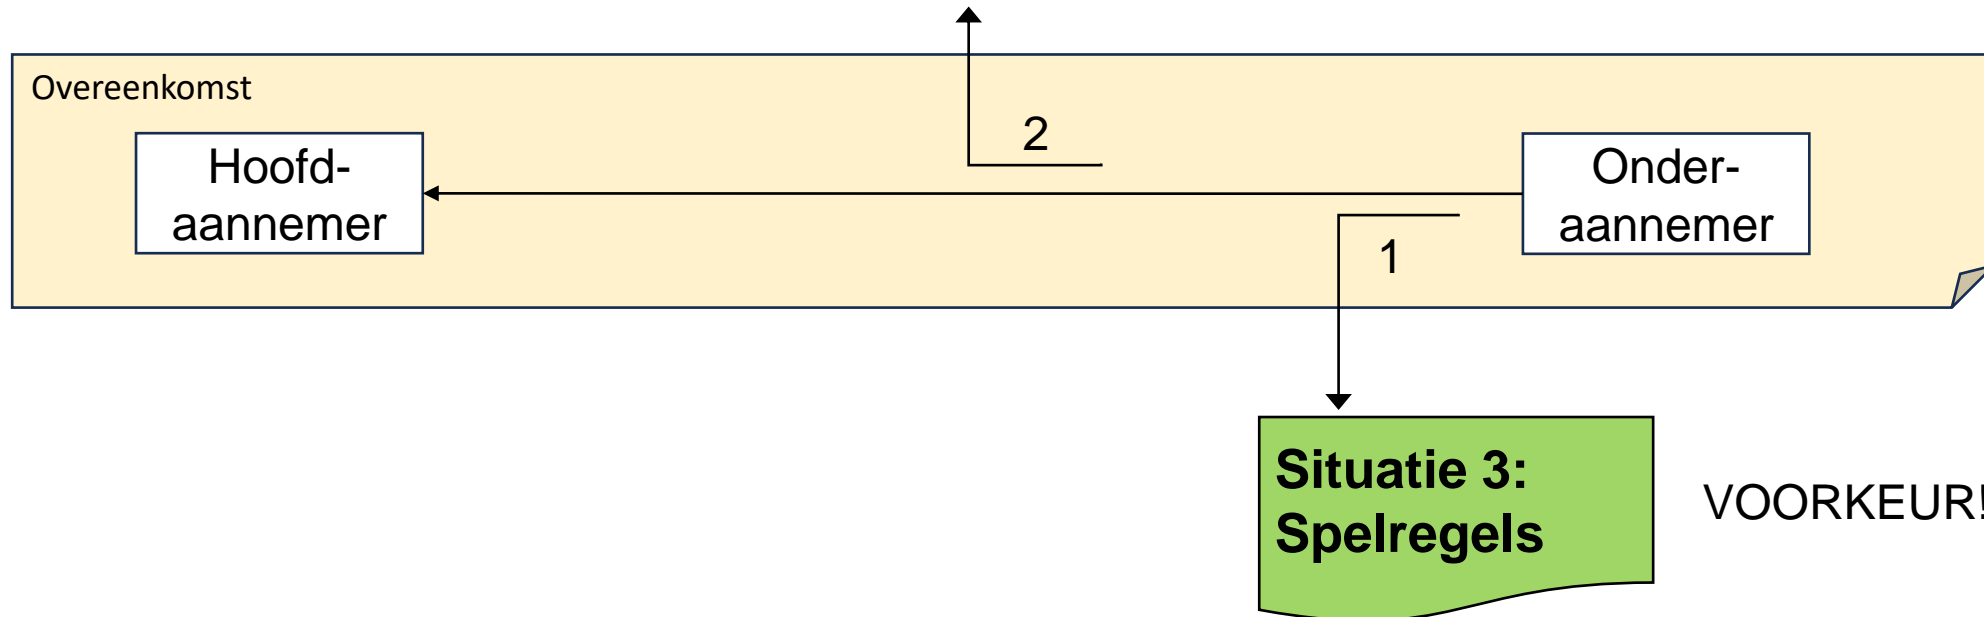 Overeenkomst
Hoofd-
aannemer
2
Onder-
aannemer
1
Situatie 3:
Spelregels
VOORKEUR!